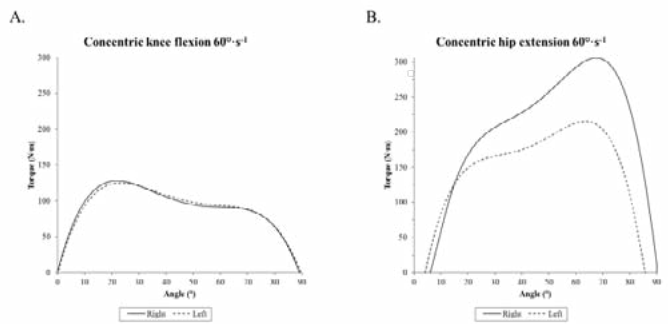 A.
Concentric knee flexion 60°·s-1
Torque (N·m)
300
250
200
150
100
50
0
0 10 20 30 40 50 60 70 80 90
Angle (°)
Right Left
B.
Concentric hip extension 60°·s-1
Torque (N·m)
300
250
200
150
100
50
0
0 10 20 30 40 50 60 70 80 90
Angle (°)
Right Left